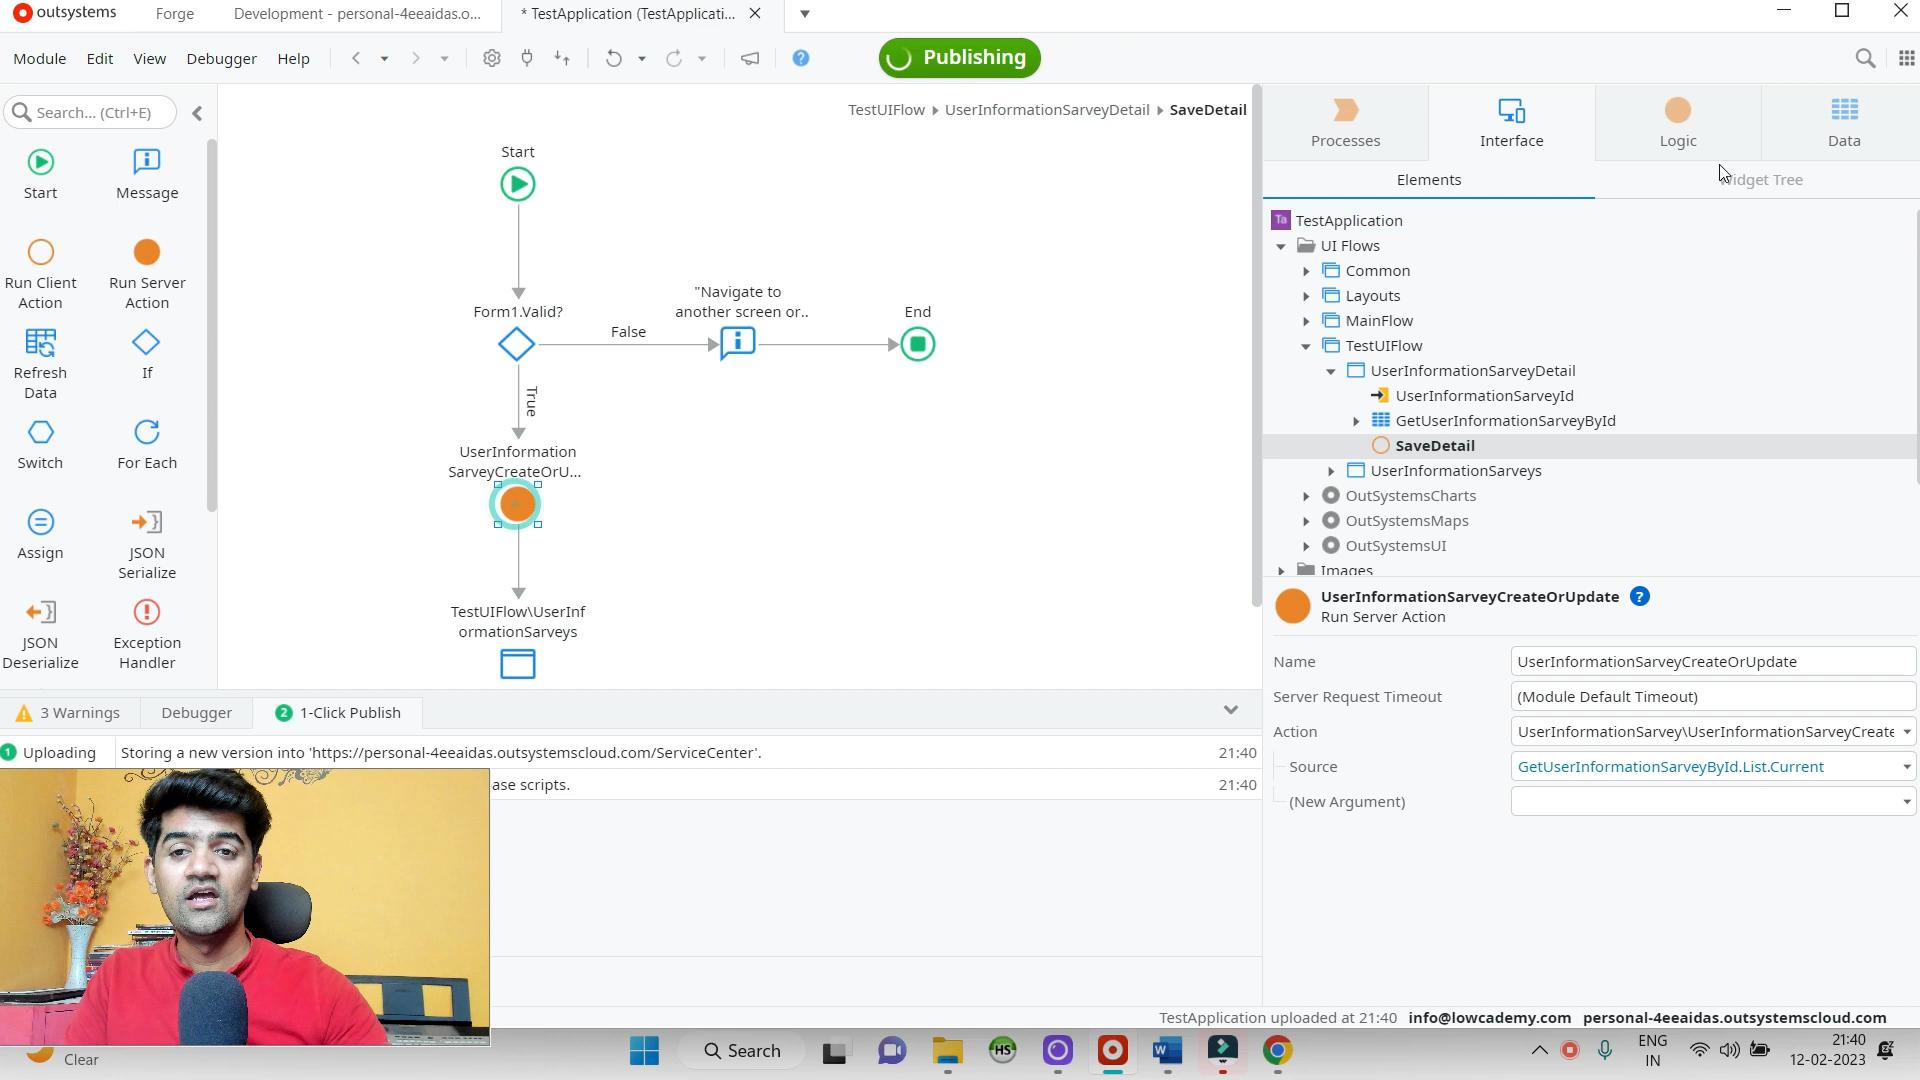 outsystems
Forge
Development - personal-4eeaidas.o...
* TestApplication (TestApplicati...
Module
Edit
View
Debugger
Help
Publishing
Search... (Ctrl+E)
Start
Message
Run Client
Action
Run Server
Action
Refresh
Data
If
Switch
For Each
Assign
JSON
Serialize
JSON
Deserialize
Exception
Handler
TestUIFlow
UserInformationSarveyDetail
SaveDetail
Start
Form1.Valid?
False
"Navigate to
another screen or..
End
True
UserInformation
SarveyCreateOrU...
TestUIFlow\UserInf
ormationSarveys
Processes
Interface
Logic
Data
Elements
Widget Tree
Ta TestApplication
UI Flows
Common
Layouts
MainFlow
TestUIFlow
UserInformationSarveyDetail
UserInformationSarveyId
GetUserInformationSarveyById
SaveDetail
UserInformationSarveys
OutSystemsCharts
OutSystemsMaps
OutSystemsUI
Images
UserInformationSarveyCreateOrUpdate ?
Run Server Action
Name
UserInformationSarveyCreateOrUpdate
Server Request Timeout
(Module Default Timeout)
Action
UserInformationSarvey\UserInformationSarveyCreate
Source
GetUserInformationSarveyById.List.Current
(New Argument)
3 Warnings
Debugger
2 1-Click Publish
1 Uploading
Storing a new version into 'https://personal-4eeaidas.outsystemscloud.com/ServiceCenter'.
21:40
ase scripts.
21:40
TestApplication uploaded at 21:40
info@lowcademy.com
personal-4eeaidas.outsystemscloud.com
Clear
Search
HS
W
ENG
IN
21:40
12-02-2023